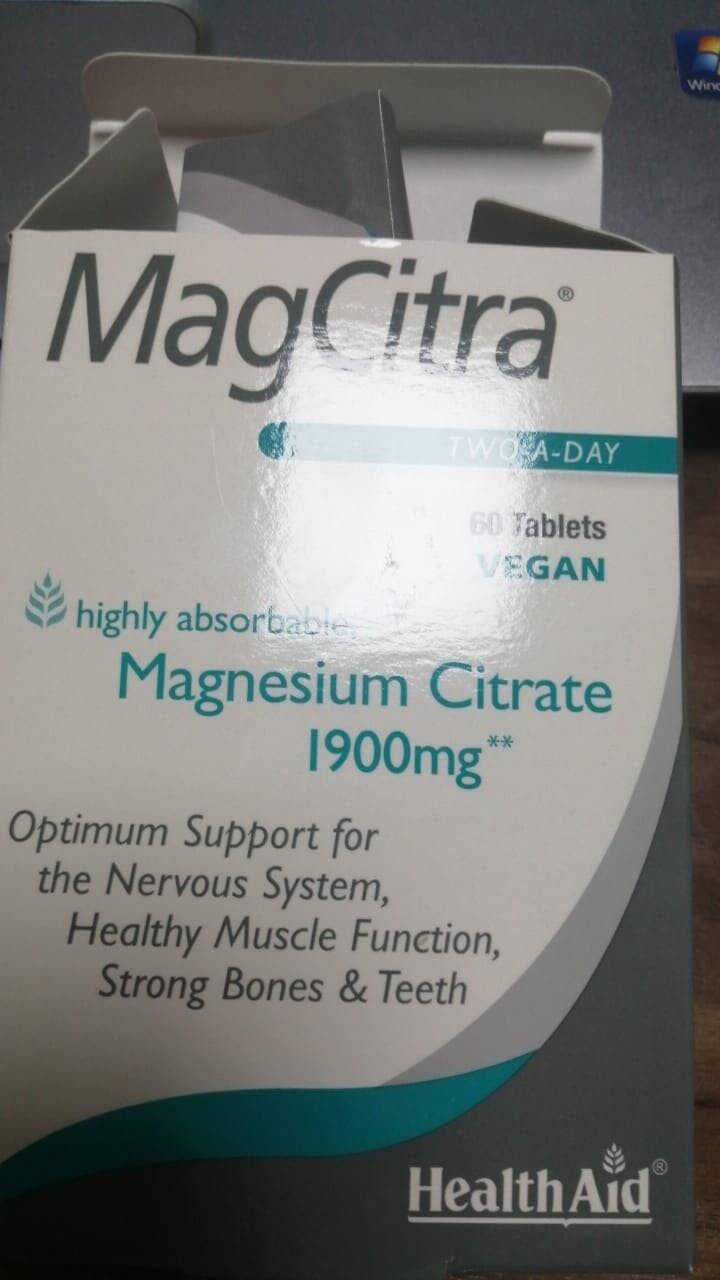 Wind
MagCitra®
TWO-A-DAY
60 Tablets
VEGAN
highly absorbable,
Magnesium Citrate
1900mg**
Optimum Support for
the Nervous System,
Healthy Muscle Function,
Strong Bones & Teeth
HealthAid®